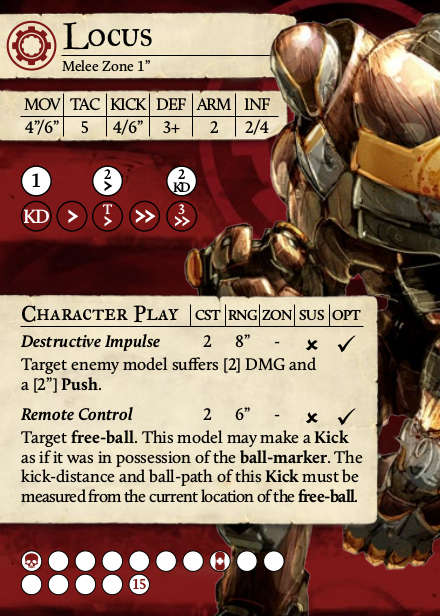 Locus
Melee Zone 1”
MOV TAC KICK DEF ARM INF
4”/6” 5 4/6” 3+ 2 2/4
1 2 > 2 KD
KD > T > >> 3 >>
Character Play CST RNG ZON SUS OPT
Destructive Impulse 2 8” - ✘ ✓
Target enemy model suffers [2] DMG and
a [2”] Push.
Remote Control 2 6” - ✘ ✓
Target free-ball. This model may make a Kick
as if it was in possession of the ball-marker. The
kick-distance and ball-path of this Kick must be
measured from the current location of the free-ball.
15